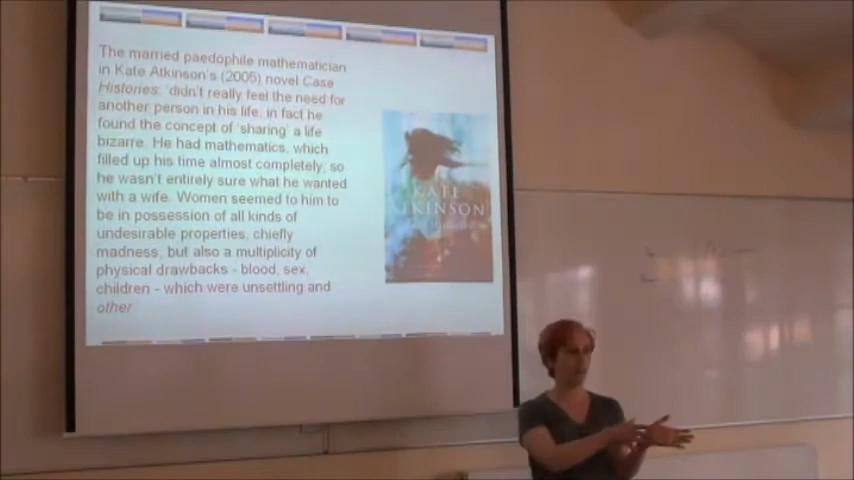 The married paedophile mathematician
in Kate Atkinson's (2005) novel Case
Histories: 'didn't really feel the need for
another person in his life, in fact he
found the concept of 'sharing' a life
bizarre. He had mathematics, which
filled up his time almost completely, so
he wasn't entirely sure what he wanted
with a wife. Women seemed to him to
be in possession of all kinds of
undesirable properties, chiefly
madness, but also a multiplicity of
physical drawbacks - blood, sex,
children - which were unsettling and
other
KATE
ATKINSON